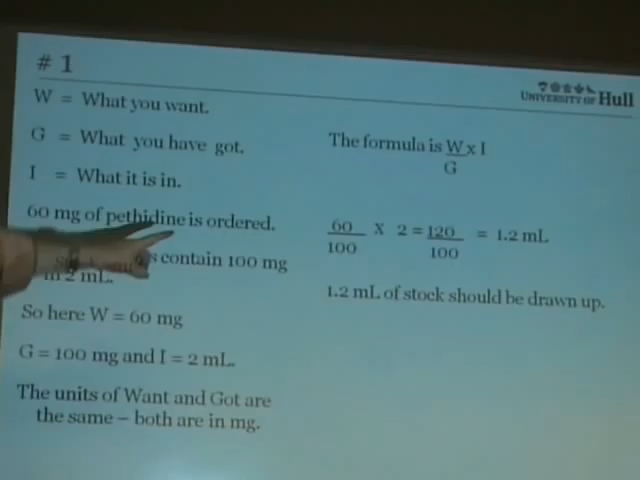 # 1
UNIVERSITY OF Hull
W = What you want.
G = What you have got.
I = What it is in.
60 mg of pethidine is ordered.
contain 100 mg
in 2 mL.
So here W = 60 mg
G = 100 mg and I = 2 mL.
The units of Want and Got are
the same – both are in mg.
The formula is W x I
G
60 x 2 = 120 = 1.2 mL
100 100
1.2 mL of stock should be drawn up.